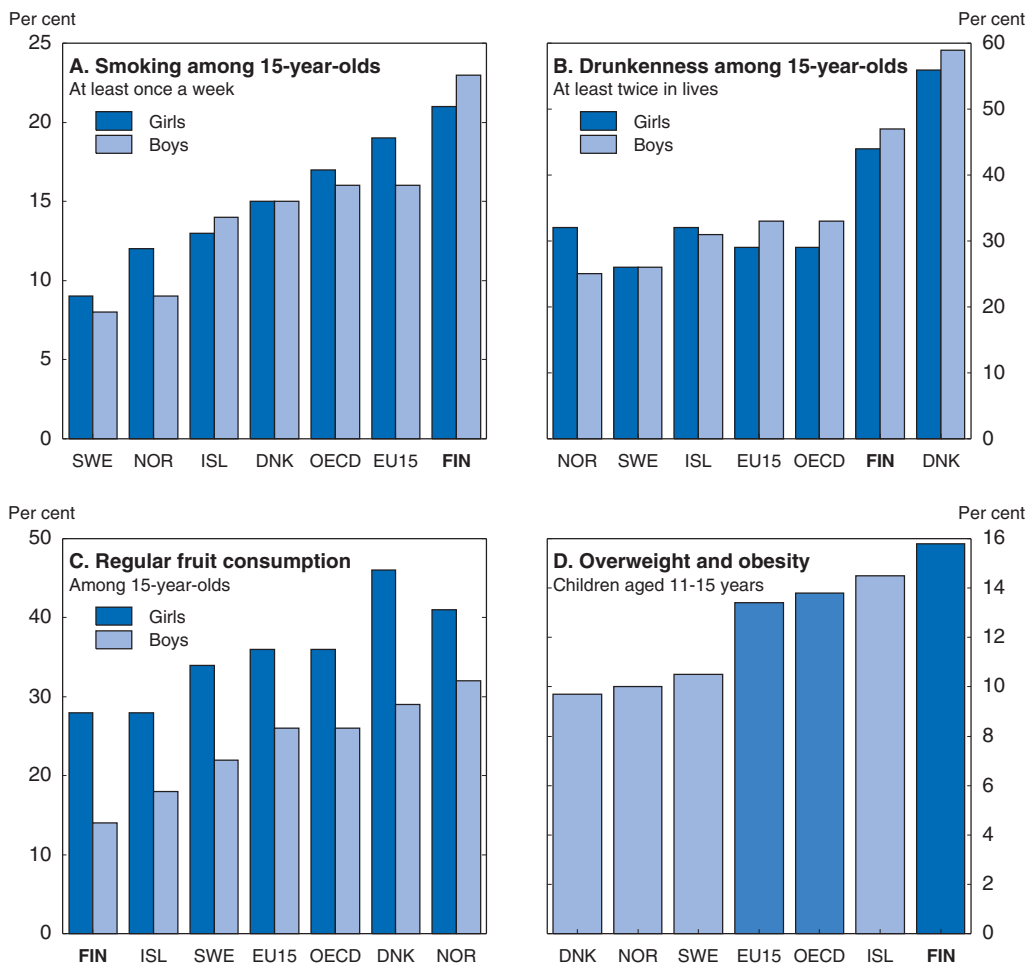 Per cent
25
A. Smoking among 15-year-olds
At least once a week
Girls
Boys
20
15
10
5
0
SWE NOR ISL DNK OECD EU15 FIN
Per cent
60
B. Drunkenness among 15-year-olds
At least twice in lives
Girls
Boys
50
40
30
20
10
0
NOR SWE ISL EU15 OECD FIN DNK
Per cent
50
C. Regular fruit consumption
Among 15-year-olds
Girls
Boys
40
30
20
10
0
FIN ISL SWE EU15 OECD DNK NOR
Per cent
16
D. Overweight and obesity
Children aged 11-15 years
14
12
10
8
6
4
2
0
DNK NOR SWE EU15 OECD ISL FIN